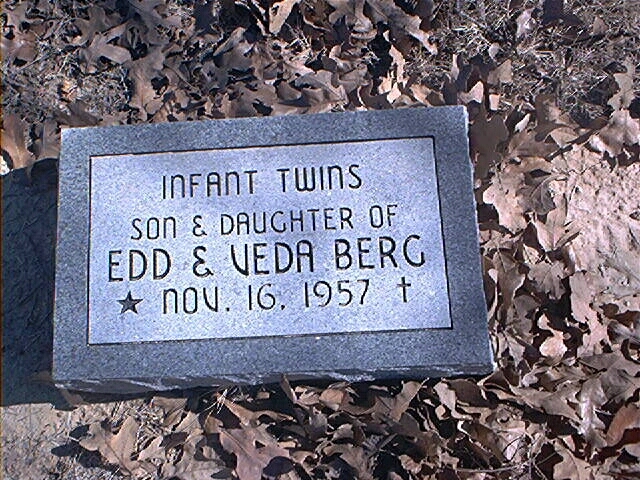 INFANT TWINS
SON & DAUGHTER OF
EDD & VEDA BERG
★ NOV. 16, 1957 †